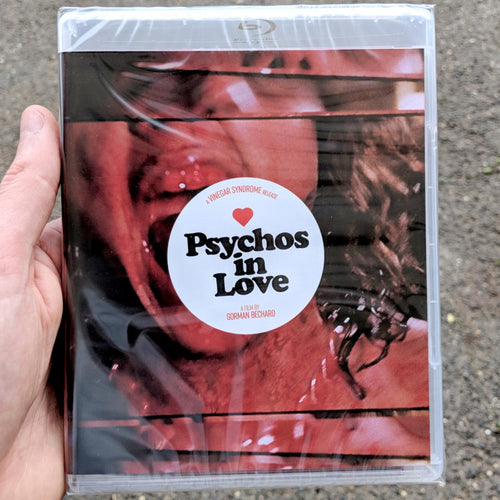 A VINEGAR SYNDROME RELEASE
Psychos
in
Love
A FILM BY
GORMAN BECHARD